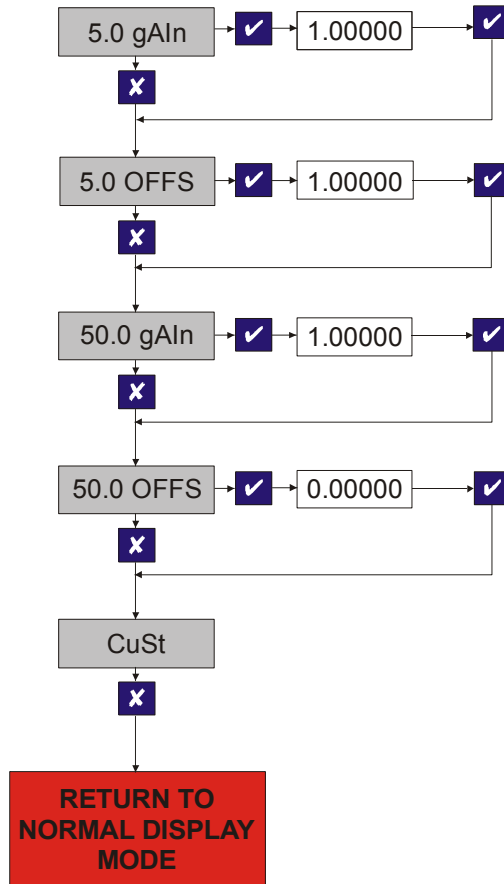 5.0 gAIn
✔
1.00000
✔
✘
5.0 OFFS
✔
1.00000
✔
✘
50.0 gAIn
✔
1.00000
✔
✘
50.0 OFFS
✔
0.00000
✔
✘
CuSt
✘
RETURN TO
NORMAL DISPLAY
MODE